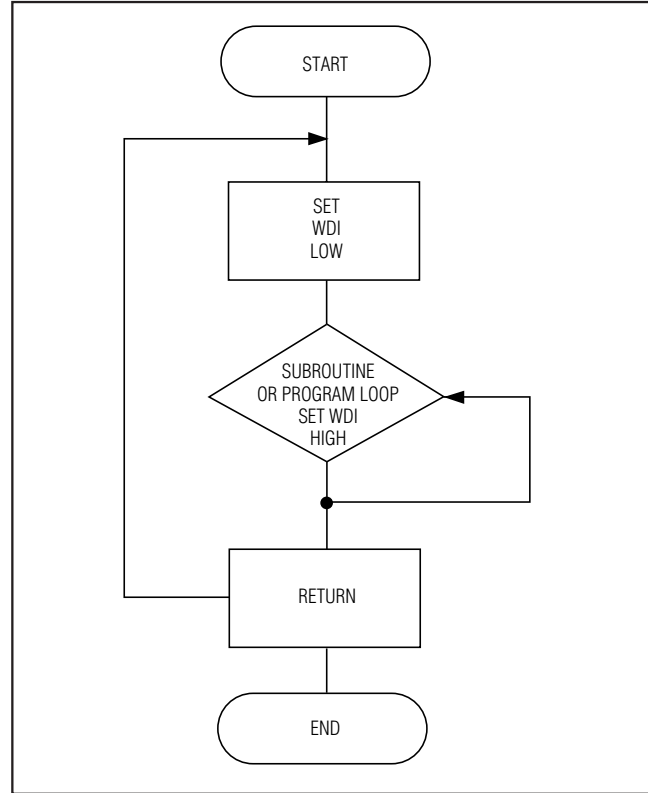 START
SET
WDI
LOW
SUBROUTINE
OR PROGRAM LOOP
SET WDI
HIGH
RETURN
END